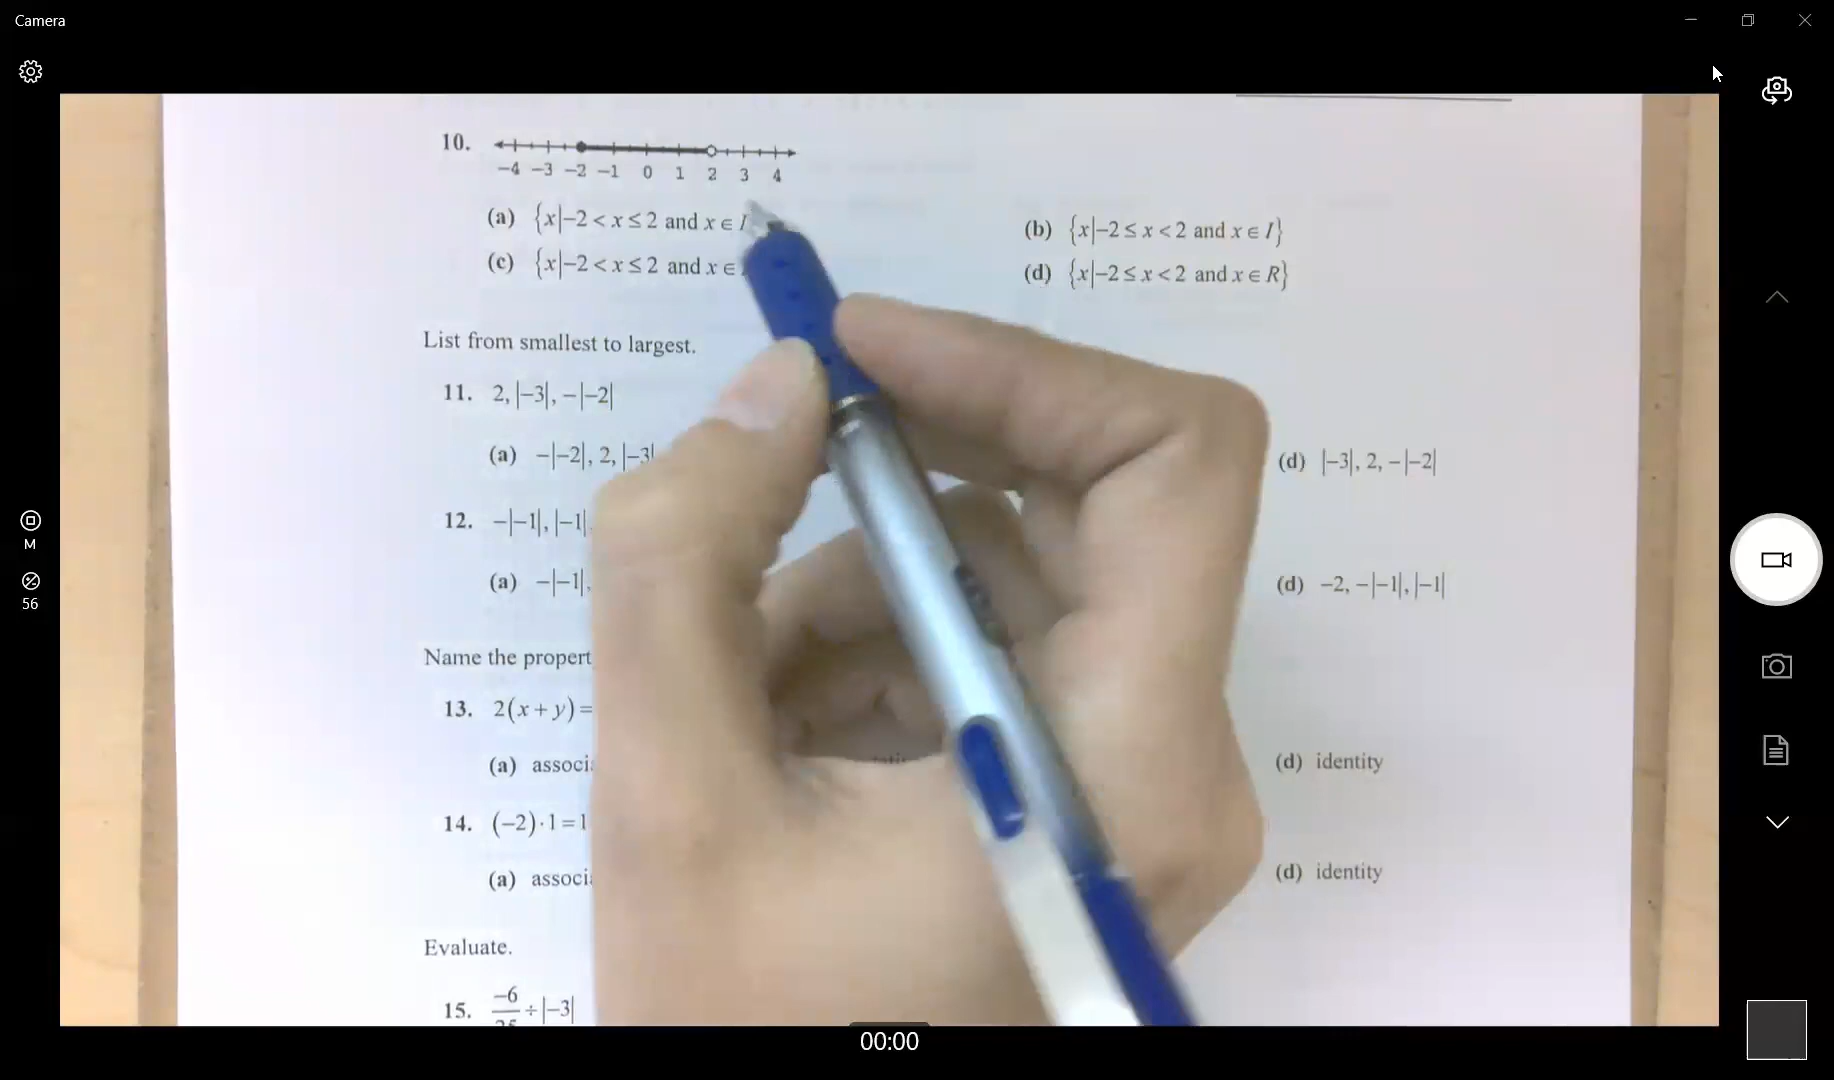 Camera
10.
-4 -3 -2 -1 0 1 2 3 4
(a) {x|-2 < x ≤ 2 and x ∈ I
(b) {x|-2 ≤ x < 2 and x ∈ I}
(c) {x|-2 < x ≤ 2 and x ∈
(d) {x|-2 ≤ x < 2 and x ∈ R}
List from smallest to largest.
11. 2, |-3|, -|-2|
(a) -|-2|, 2, |-3|
(d) |-3|, 2, -|-2|
12. -|-1|, |-1|
(a) -|-1|,
(d) -2, -|-1|, |-1|
M
56
Name the propert
13. 2(x + y) =
(a) associ
(d) identity
14. (-2) · 1 = 1
(a) associ
(d) identity
Evaluate.
15. -6/25 ÷ |-3|
00:00